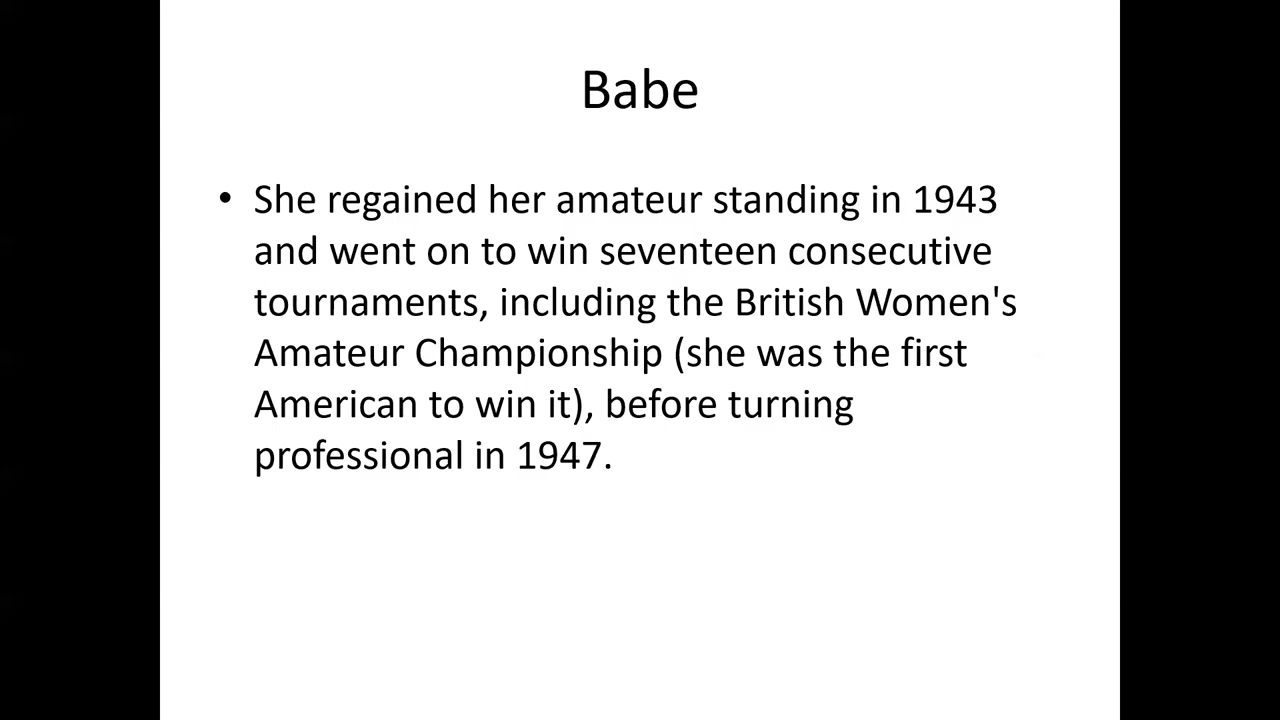 Babe
• She regained her amateur standing in 1943
and went on to win seventeen consecutive
tournaments, including the British Women's
Amateur Championship (she was the first
American to win it), before turning
professional in 1947.